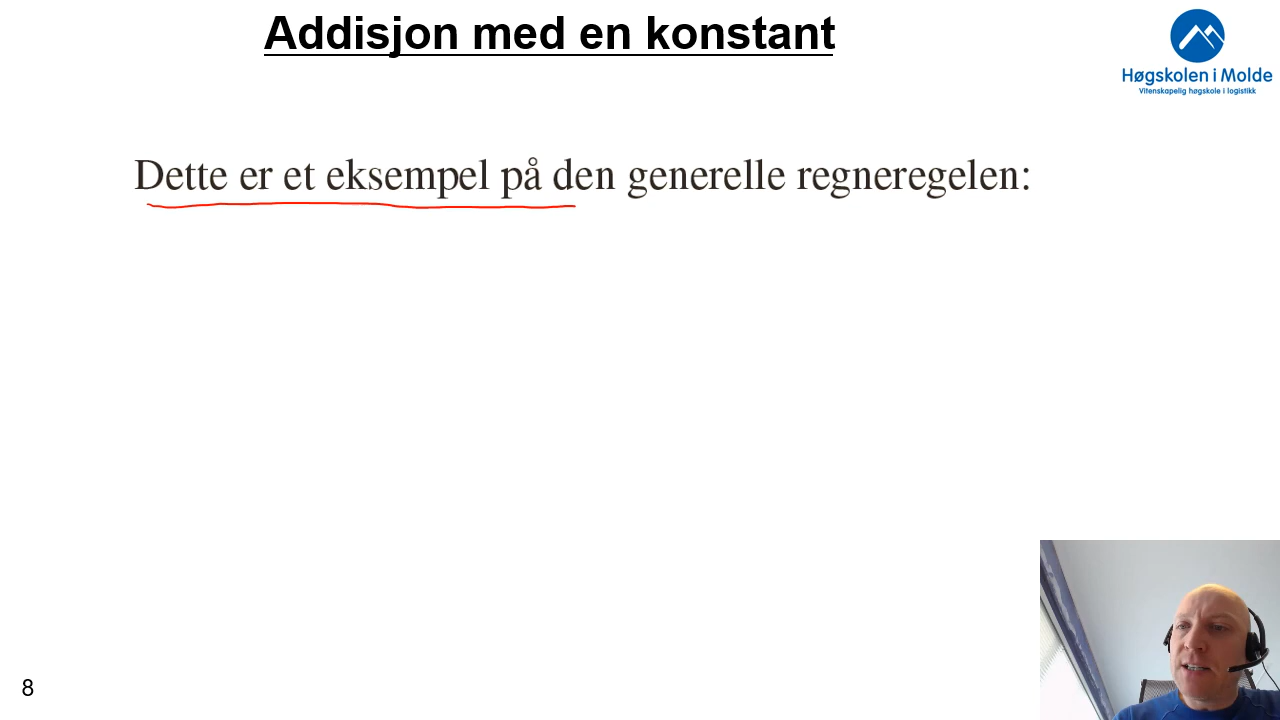 Addisjon med en konstant
Høgskolen i Molde
Vitenskapelig høgskole i logistikk
Dette er et eksempel på den generelle regneregelen:
8